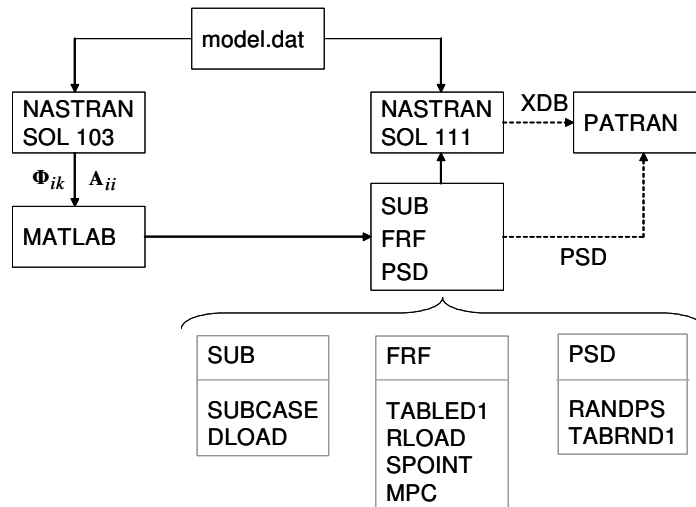 model.dat
NASTRAN
SOL 103
NASTRAN
SOL 111
XDB
PATRAN
Φik Aii
MATLAB
SUB
FRF
PSD
PSD
SUB
SUBCASE
DLOAD
FRF
TABLED1
RLOAD
SPOINT
MPC
PSD
RANDPS
TABRND1